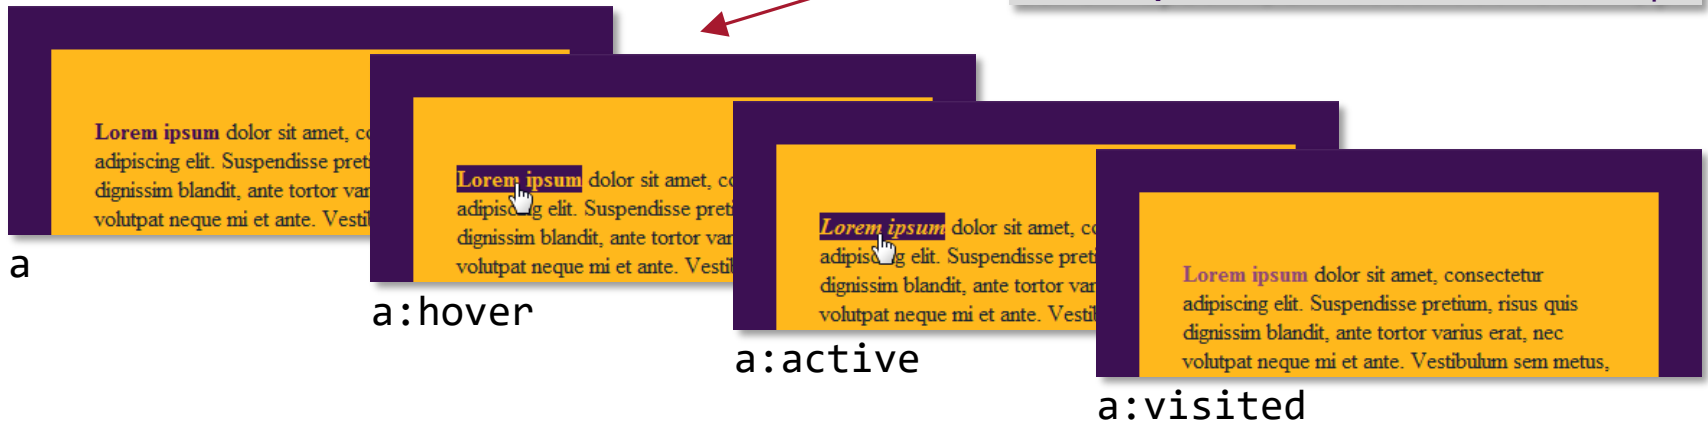 Lorem ipsum dolor sit amet, co
adipiscing elit. Suspendisse preti
dignissim blandit, ante tortor var
volutpat neque mi et ante. Vestib
a
Lorem ipsum dolor sit amet, co
adipiscing elit. Suspendisse preti
dignissim blandit, ante tortor var
volutpat neque mi et ante. Vestib
a:hover
Lorem ipsum dolor sit amet, co
adipiscing elit. Suspendisse preti
dignissim blandit, ante tortor var
volutpat neque mi et ante. Vestib
a:active
Lorem ipsum dolor sit amet, consectetur
adipiscing elit. Suspendisse pretium, risus quis
dignissim blandit, ante tortor varius erat, nec
volutpat neque mi et ante. Vestibulum sem metus,
a:visited